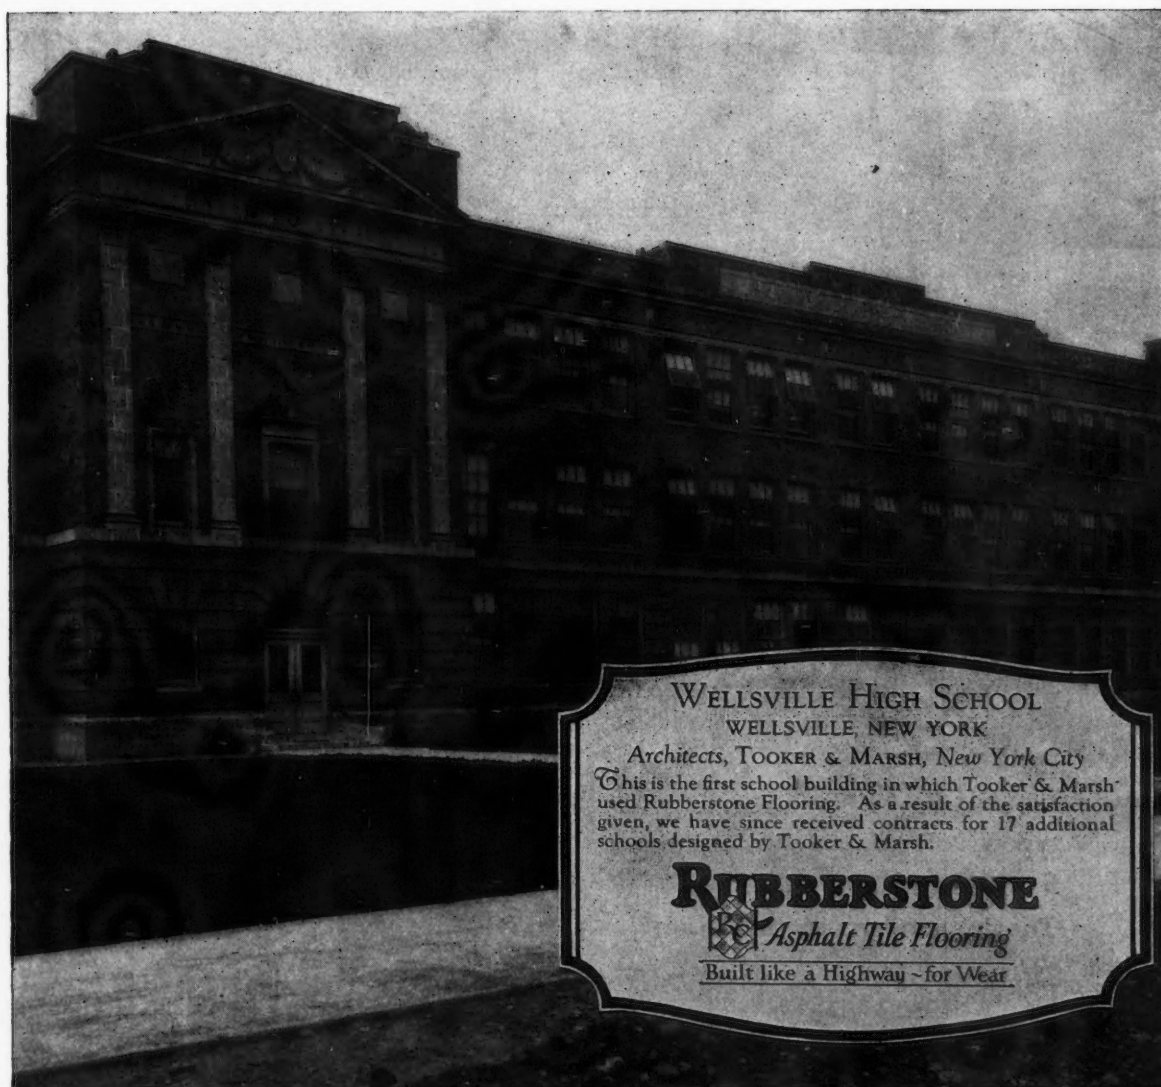 WELLSVILLE HIGH SCHOOL
WELLSVILLE, NEW YORK
Architects, TOOKER & MARSH, New York City
This is the first school building in which Tooker & Marsh
used Rubberstone Flooring. As a result of the satisfaction
given, we have since received contracts for 17 additional
schools designed by Tooker & Marsh.
RUBBERSTONE
RC
Asphalt Tile Flooring
Built like a Highway ~ for Wear